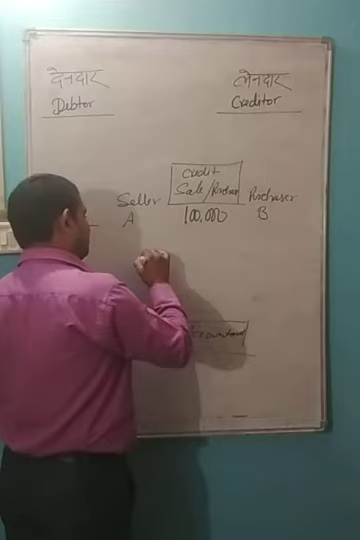 देनदार
Debtor
लेनदार
Creditor
Credit
Sale/Purchase
Seller
Purchaser
100,000
A
B